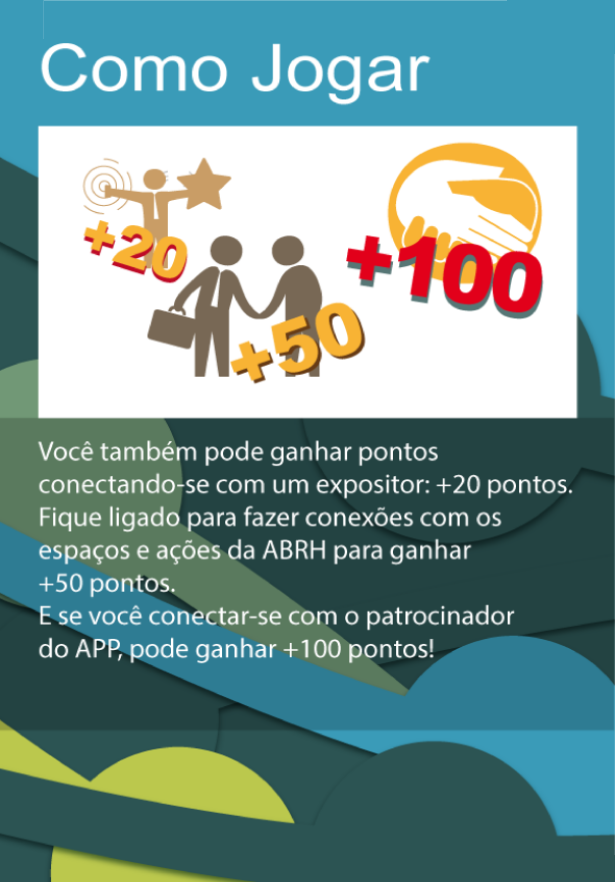 Como Jogar
+20
+50
+100
Você também pode ganhar pontos
conectando-se com um expositor: +20 pontos.
Fique ligado para fazer conexões com os
espaços e ações da ABRH para ganhar
+50 pontos.
E se você conectar-se com o patrocinador
do APP, pode ganhar +100 pontos!